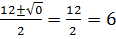 (12±√0)/2 = 12/2 = 6